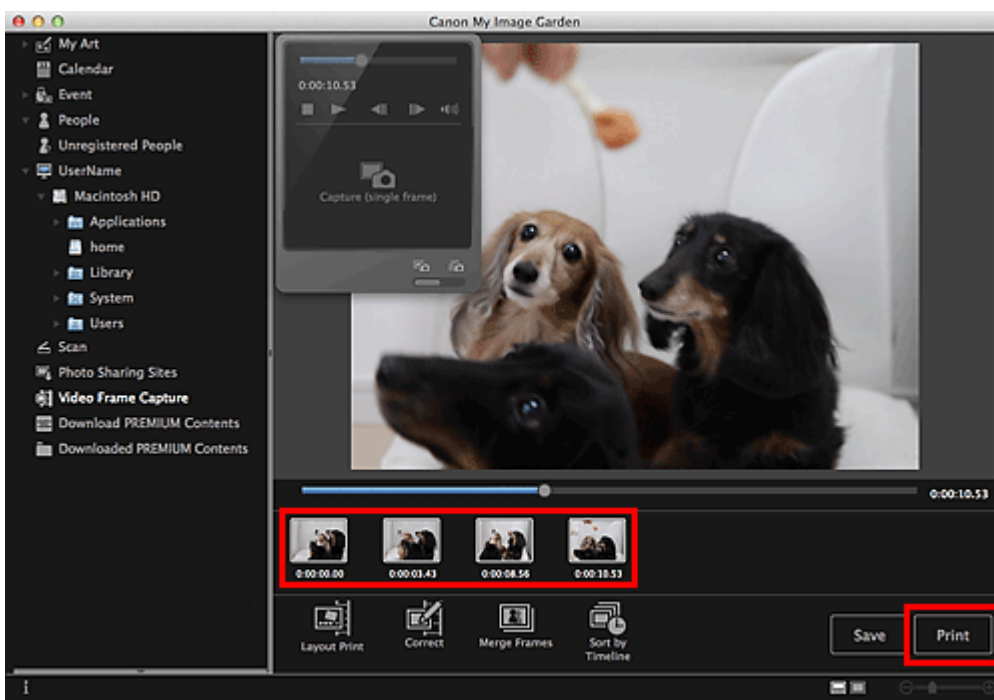 Canon My Image Garden
My Art
Calendar
Event
People
Unregistered People
UserName
Macintosh HD
Applications
home
Library
System
Users
Scan
Photo Sharing Sites
Video Frame Capture
Download PREMIUM Contents
Downloaded PREMIUM Contents
0:00:10.53
Capture (single frame)
0:00:10.53
0:00:00.00
0:00:03.43
0:00:08.56
0:00:10.53
Layout Print
Correct
Merge Frames
Sort by
Timeline
Save
Print